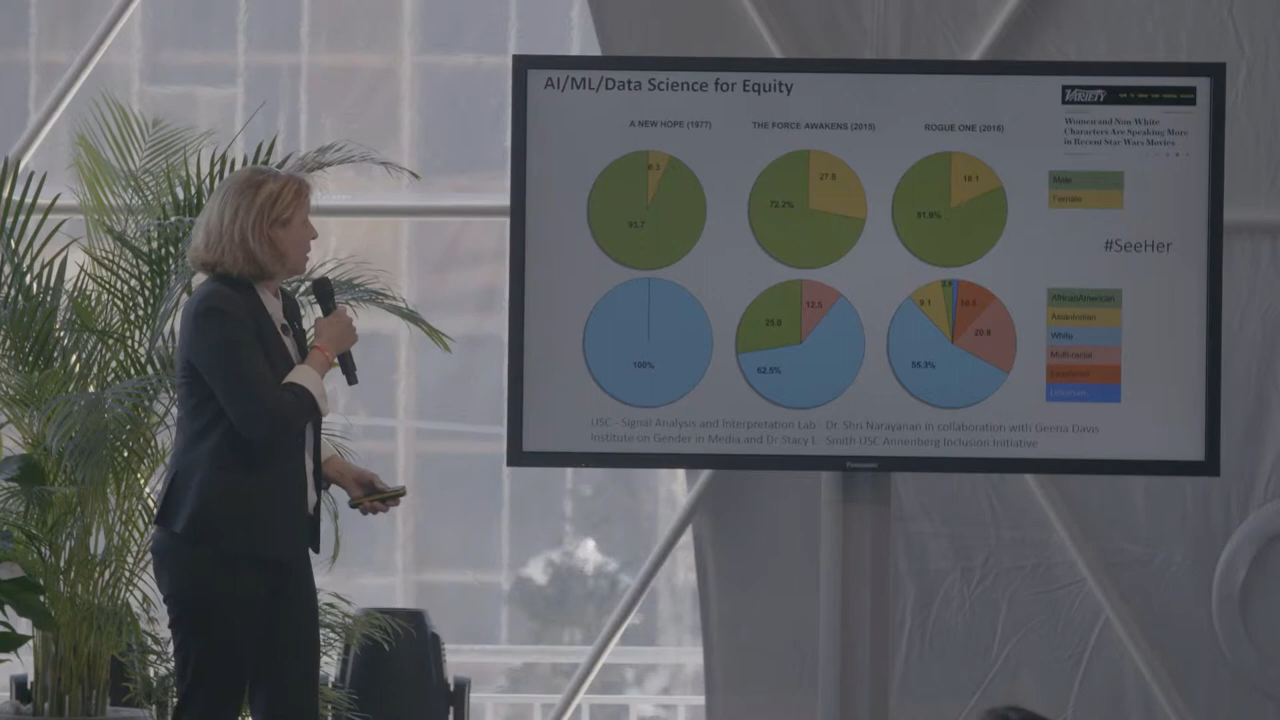 AI/ML/Data Science for Equity
VARIETY
Women and Non-White
Characters Are Speaking More
in Recent Star Wars Movies
A NEW HOPE (1977)
THE FORCE AWAKENS (2015)
ROGUE ONE (2016)
6.3
93.7
27.8
72.2%
18.1
81.9%
Male
Female
#SeeHer
100%
12.5
25.0
62.5%
9.1
10.5
20.8
55.3%
AfricanAmerican
Asian/Indian
White
Multi-racial
USC - Signal Analysis and Interpretation Lab - Dr. Shri Narayanan in collaboration with Geena Davis
Institute on Gender in Media and Dr Stacy L. Smith USC Annenberg Inclusion Initiative
Panasonic